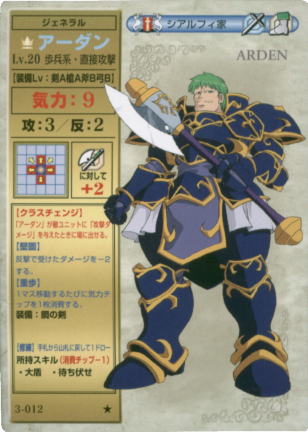 ジェネラル
アーダン
Lv.20 歩兵系・直接攻撃
【装備Lv：剣A槍A斧B弓B】
気力：9
攻：3／反：2
に対して
+2
シアルフィ家
ARDEN
【クラスチェンジ】
「アーダン」が敵ユニットに「攻撃ダ
メージ」を与えたときに場に出せる。
【堅固】
反撃で受けたダメージを－2
する。
【重歩】
1マス移動するたびに気力チ
ップを1枚消費する。
装備：鋼の剣
手札から山札に戻して1ドロー
所持スキル（消費チップ－1）
・大盾 ・待ち伏せ
3-012 ★